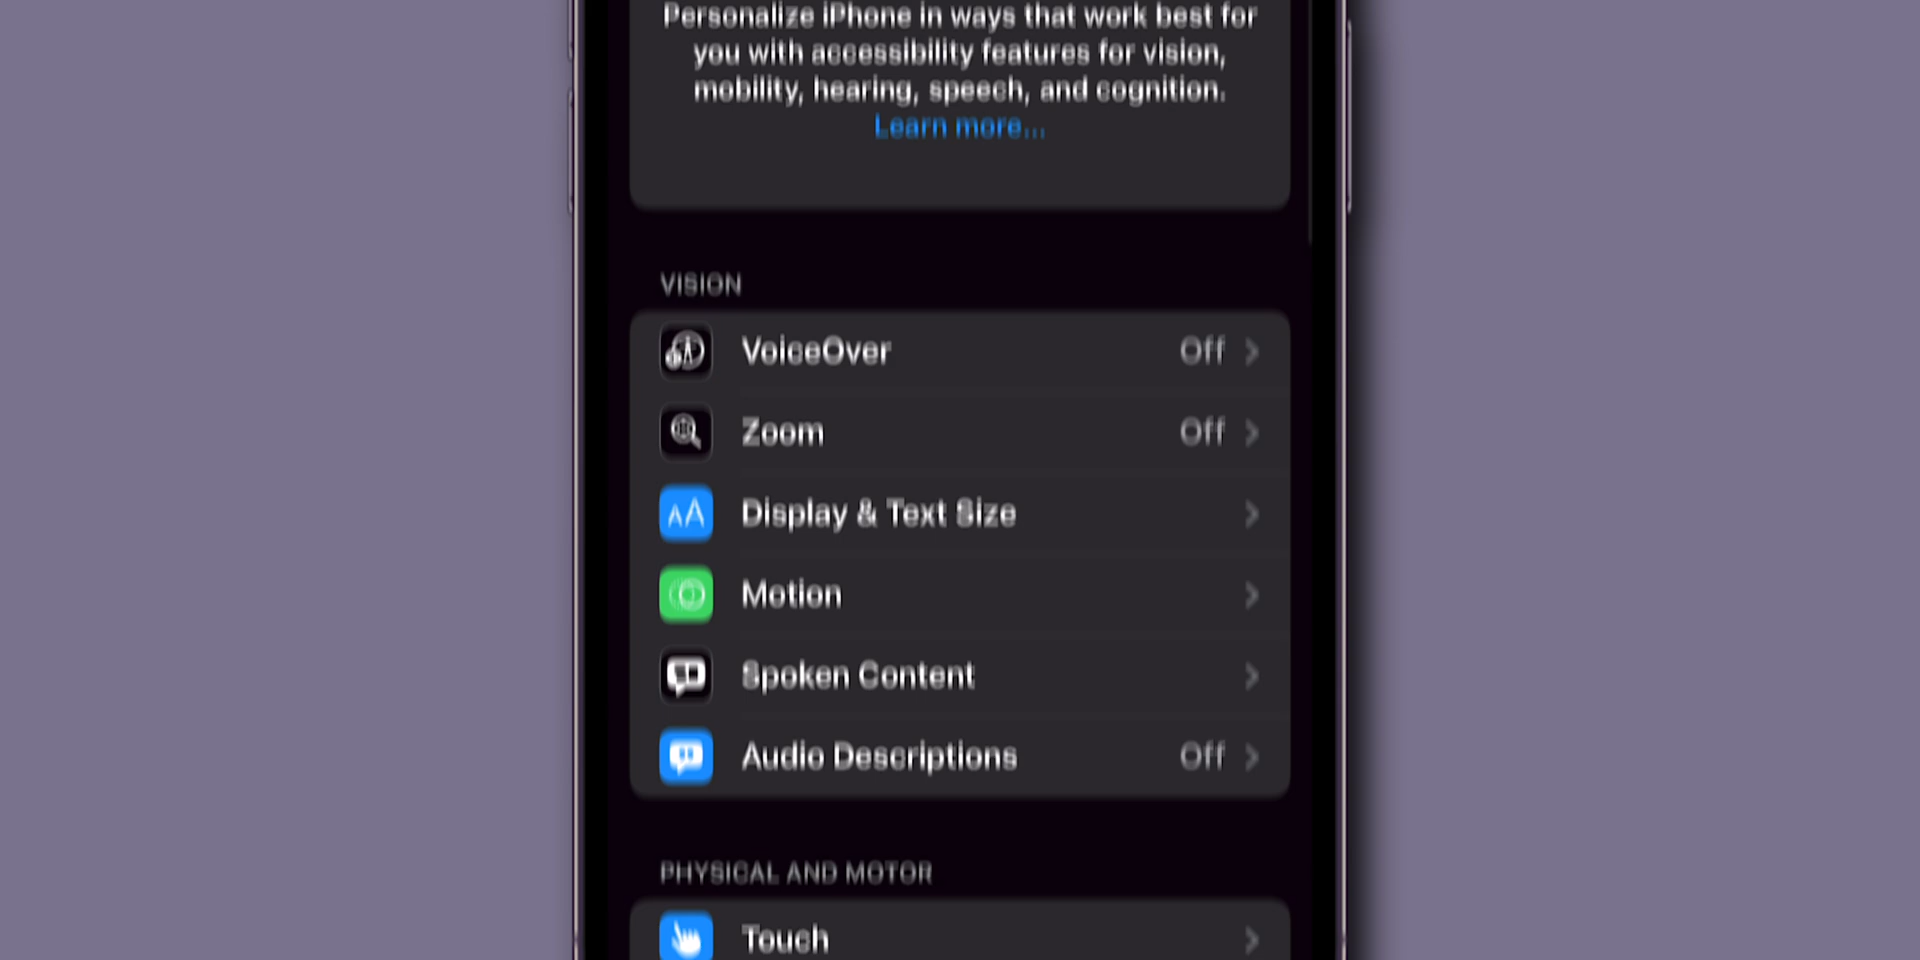 Personalize iPhone in ways that work best for
you with accessibility features for vision,
mobility, hearing, speech, and cognition.
Learn more...
VISION
VoiceOver Off
Zoom Off
AA Display & Text Size
Motion
Spoken Content
Audio Descriptions Off
PHYSICAL AND MOTOR
Touch